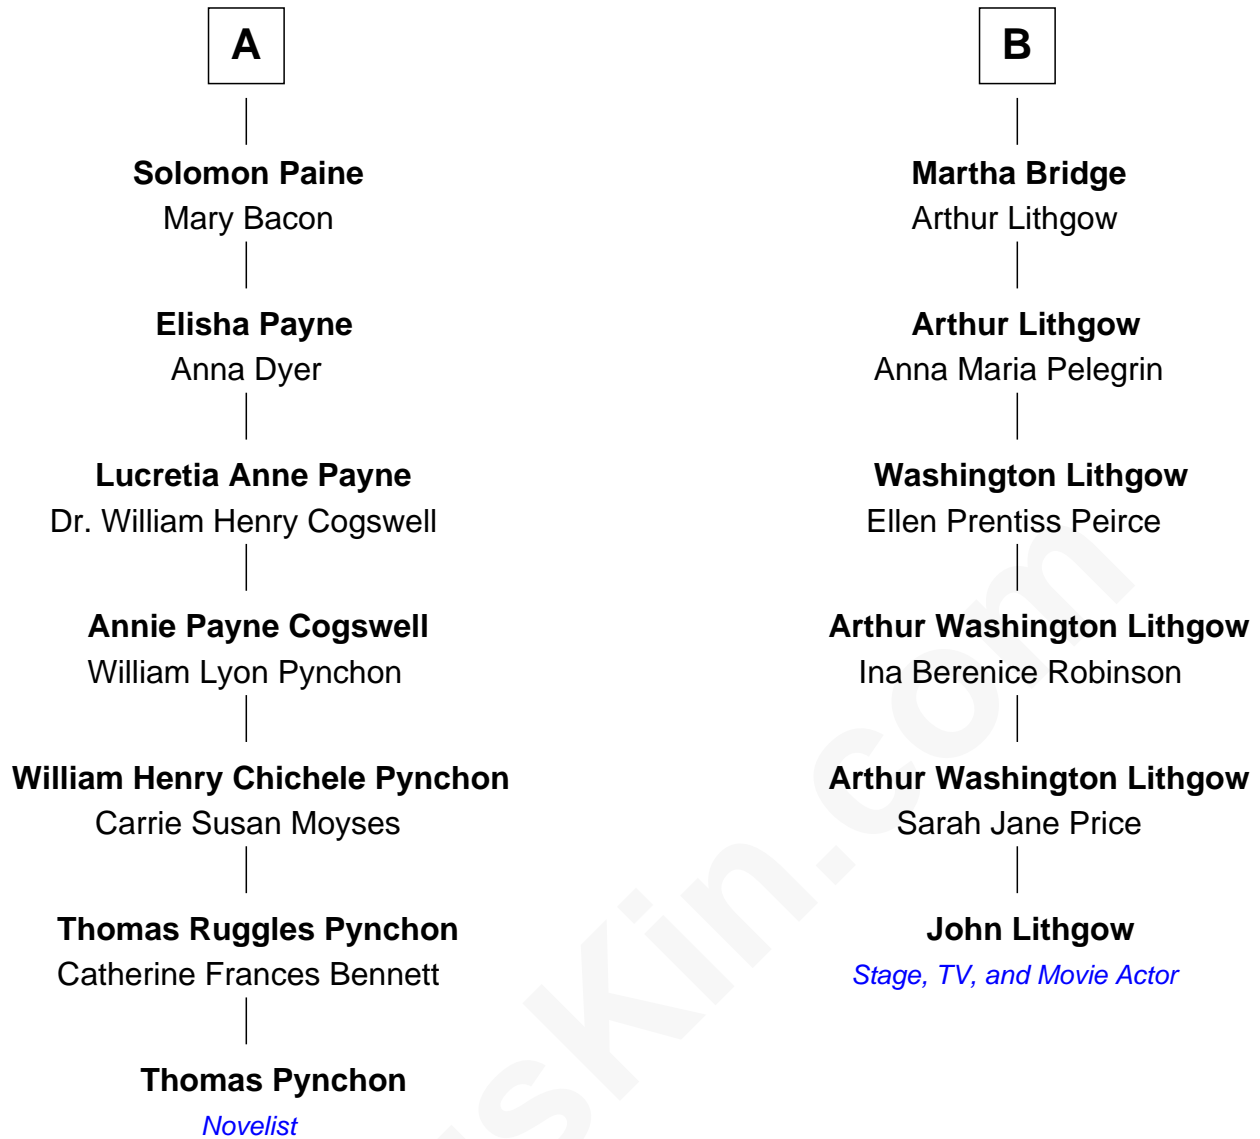 A
Solomon Paine
Mary Bacon
Elisha Payne
Anna Dyer
Lucretia Anne Payne
Dr. William Henry Cogswell
Annie Payne Cogswell
William Lyon Pynchon
William Henry Chichele Pynchon
Carrie Susan Moyses
Thomas Ruggles Pynchon
Catherine Frances Bennett
Thomas Pynchon
Novelist
B
Martha Bridge
Arthur Lithgow
Arthur Lithgow
Anna Maria Pelegrin
Washington Lithgow
Ellen Prentiss Peirce
Arthur Washington Lithgow
Ina Berenice Robinson
Arthur Washington Lithgow
Sarah Jane Price
John Lithgow
Stage, TV, and Movie Actor